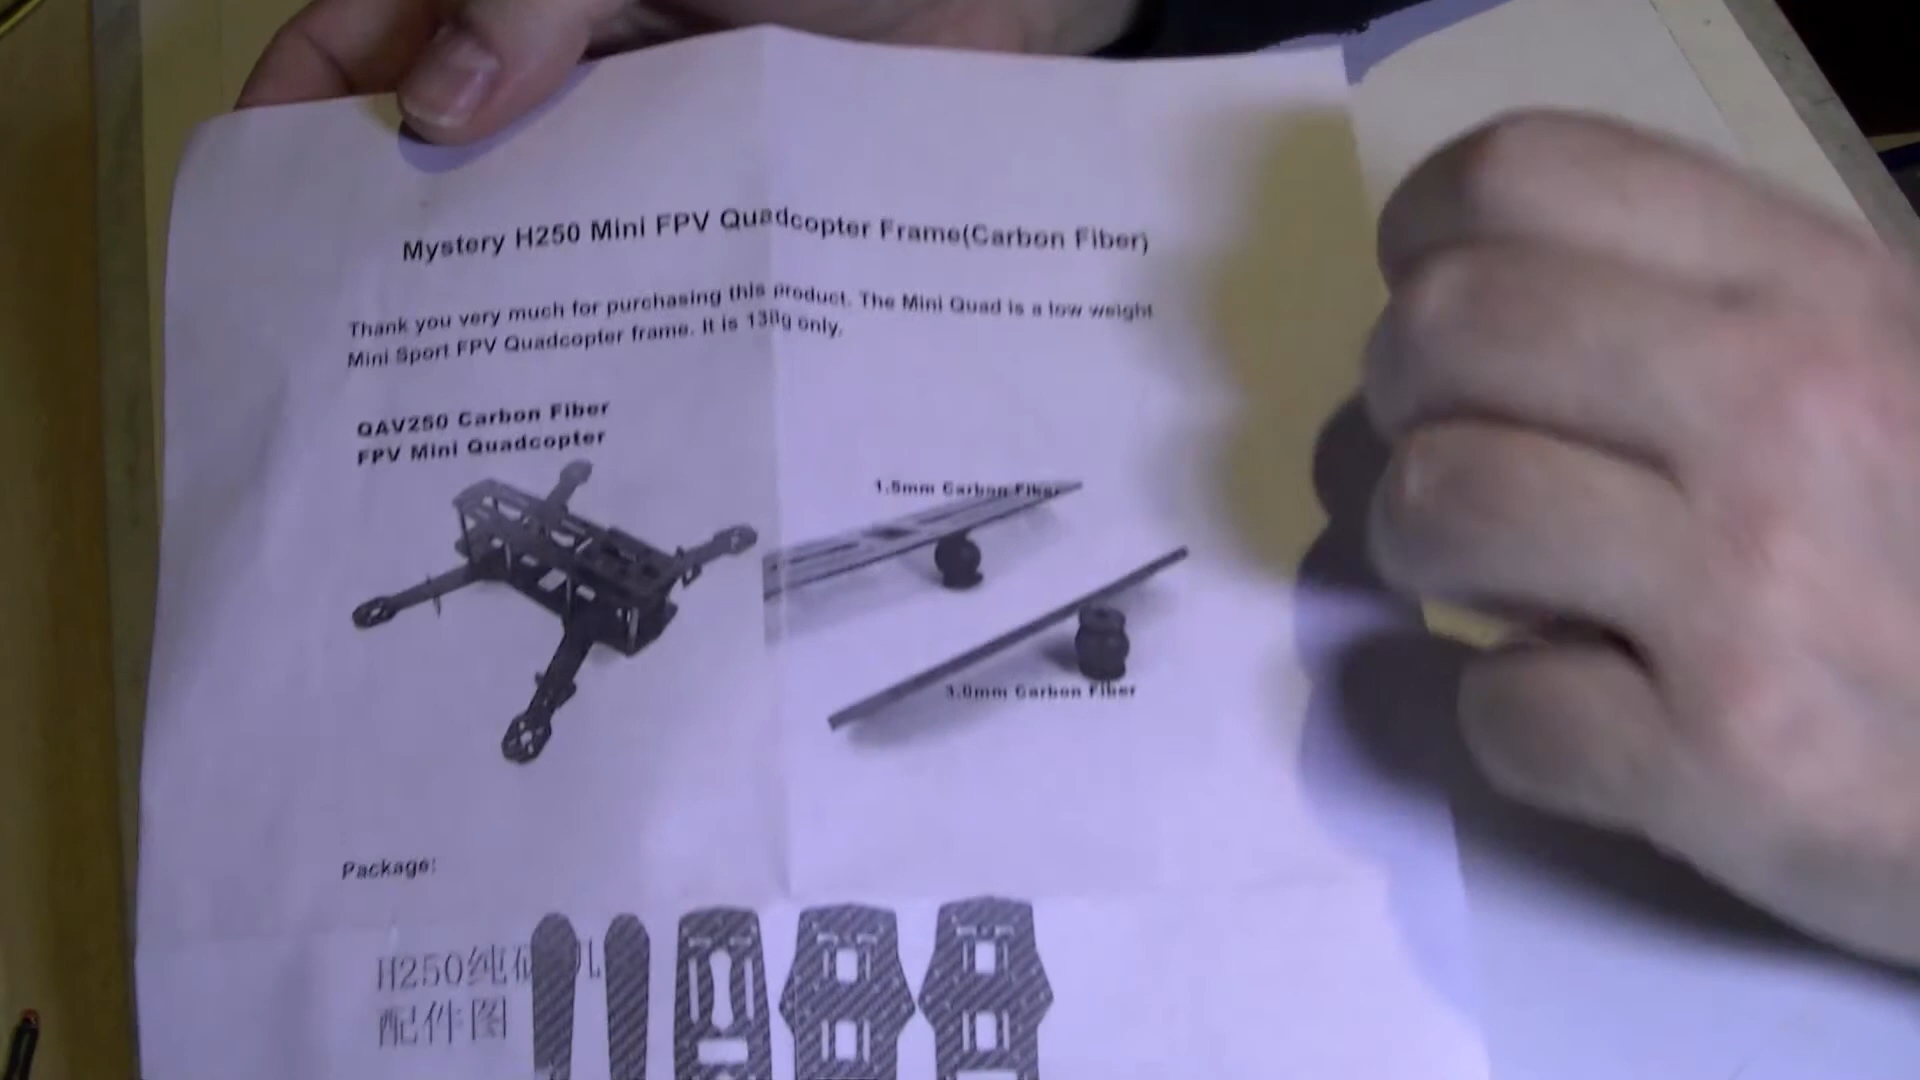 Mystery H250 Mini FPV Quadcopter Frame(Carbon Fiber)
Thank you very much for purchasing this product. The Mini Quad is a low weight
Mini Sport FPV Quadcopter frame. It is 138g only.
QAV250 Carbon Fiber
FPV Mini Quadcopter
1.5mm Carbon Fiber
3.0mm Carbon Fiber
Package:
H250纯
配件图